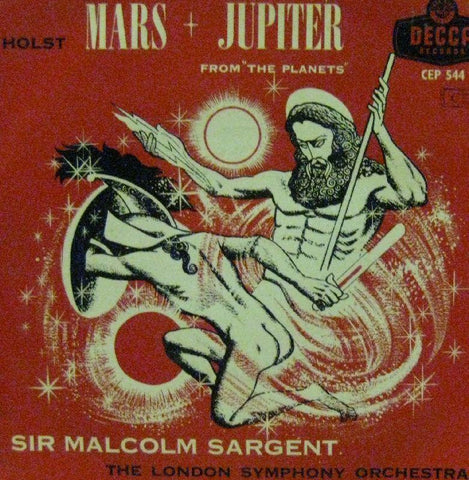 HOLST MARS + JUPITER
FROM "THE PLANETS"
DECCA
RECORDS
CEP 544
SIR MALCOLM SARGENT.
THE LONDON SYMPHONY ORCHESTRA